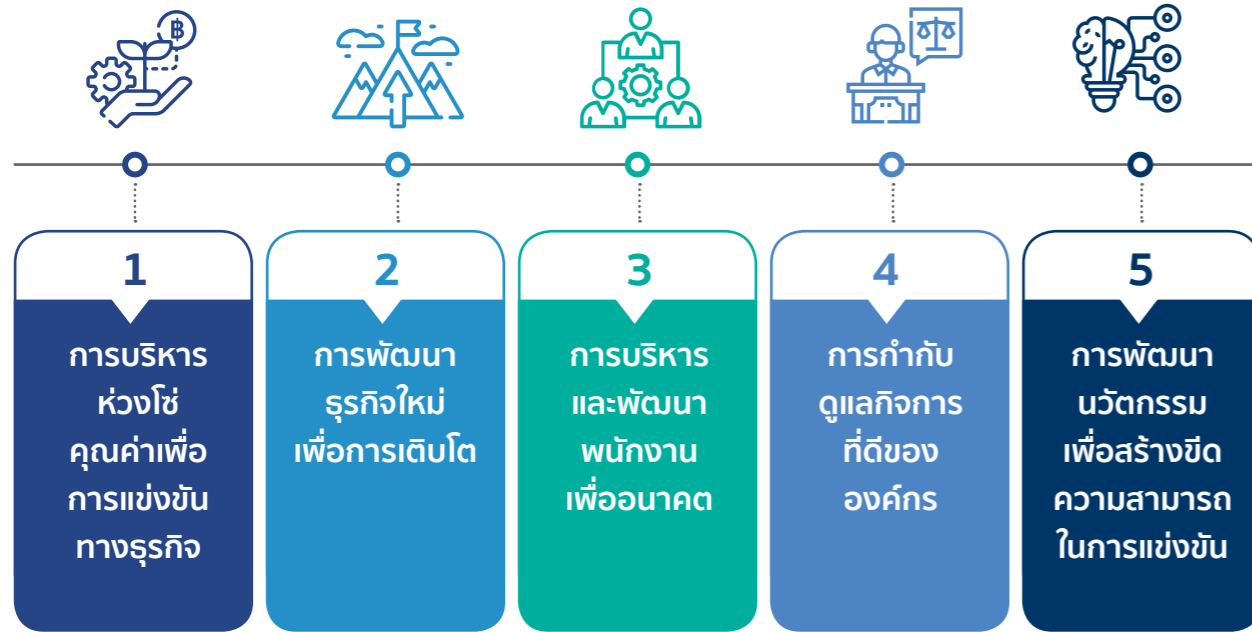 ฿
1
การบริหาร
ห่วงโซ่
คุณค่าเพื่อ
การแข่งขัน
ทางธุรกิจ
2
การพัฒนา
ธุรกิจใหม่
เพื่อการเติบโต
3
การบริหาร
และพัฒนา
พนักงาน
เพื่ออนาคต
4
การกำกับ
ดูแลกิจการ
ที่ดีของ
องค์กร
5
การพัฒนา
นวัตกรรม
เพื่อสร้างขีด
ความสามารถ
ในการแข่งขัน